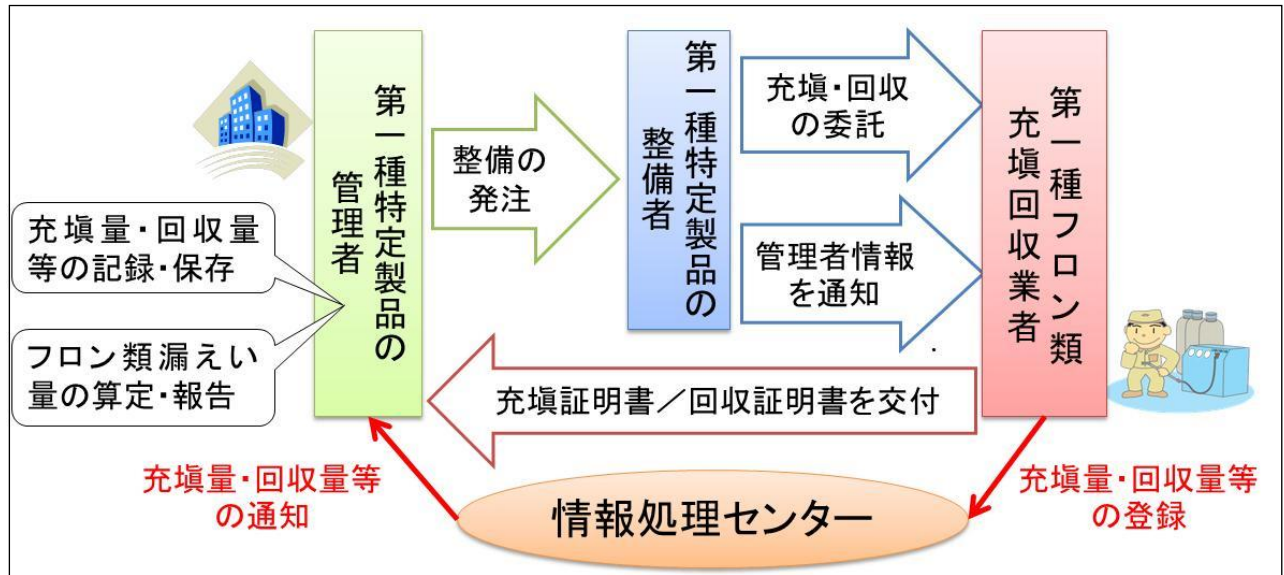 第一種特定製品の
管理者
充塡量・回収量
等の記録・保存
フロン類漏えい
量の算定・報告
整備の
発注
第一種特定製品の
整備者
充塡・回収
の委託
管理者情報
を通知
第一種フロン類
充塡回収業者
充塡証明書／回収証明書を交付
充塡量・回収量等
の通知
情報処理センター
充塡量・回収量等
の登録